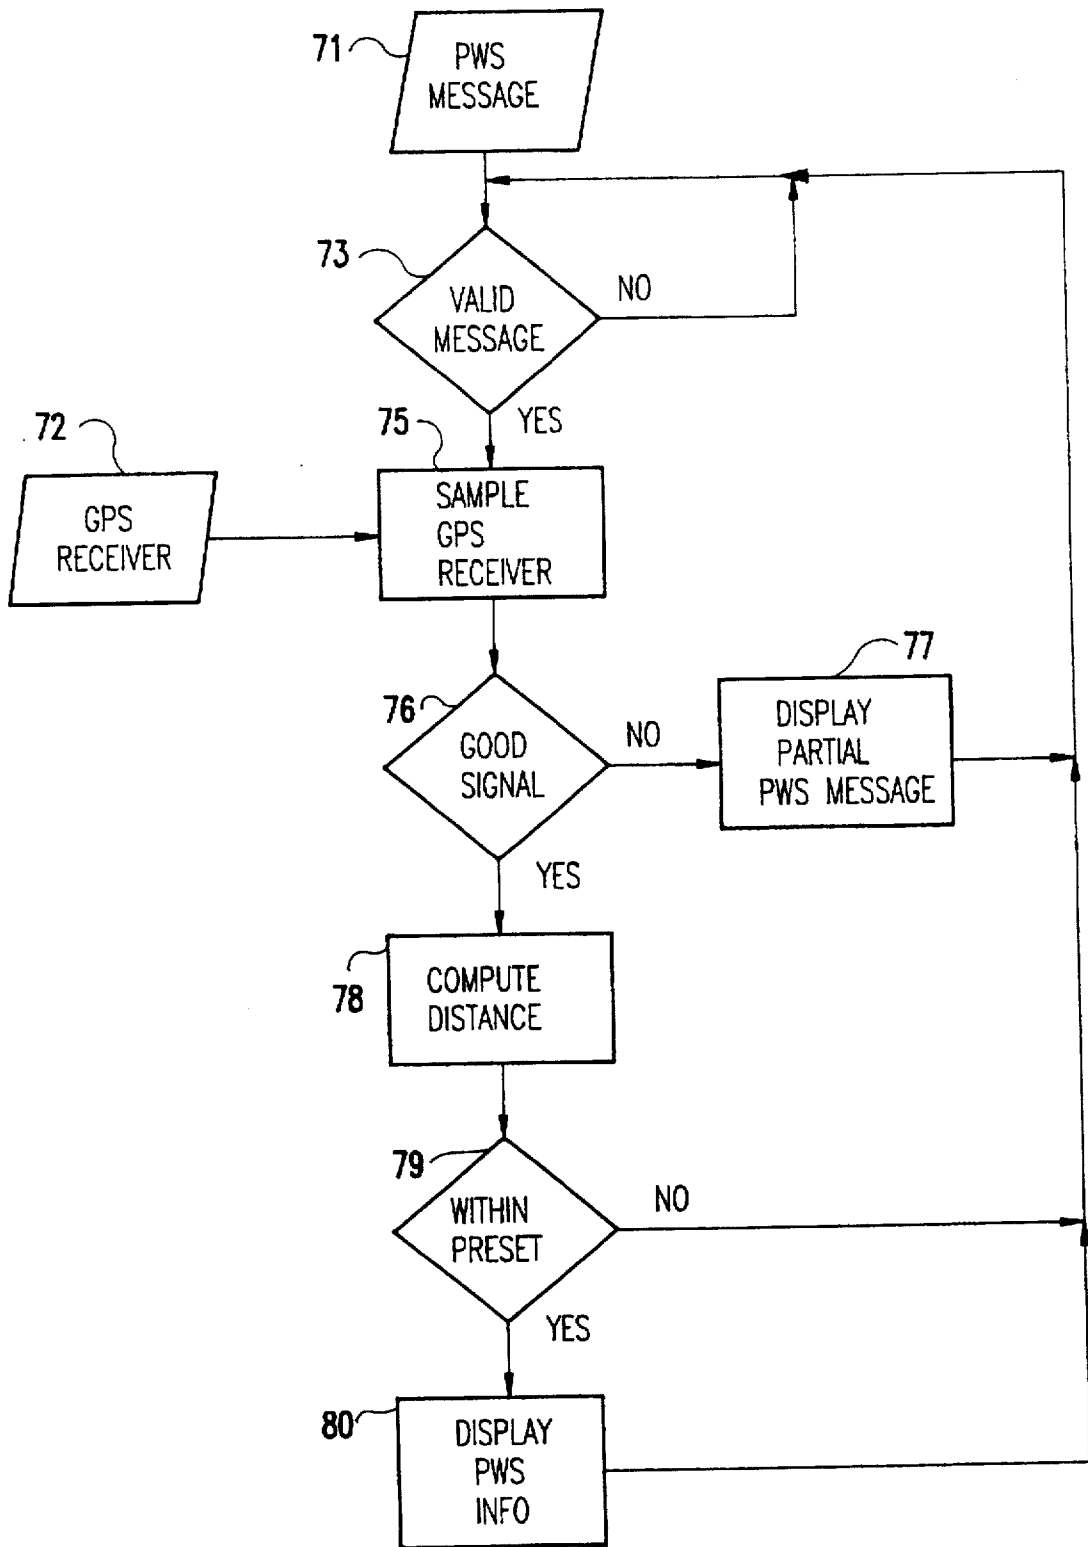 71
PWS
MESSAGE
73
VALID
MESSAGE
NO
YES
72
GPS
RECEIVER
75
SAMPLE
GPS
RECEIVER
76
GOOD
SIGNAL
NO
77
DISPLAY
PARTIAL
PWS MESSAGE
YES
78
COMPUTE
DISTANCE
79
WITHIN
PRESET
NO
YES
80
DISPLAY
PWS
INFO